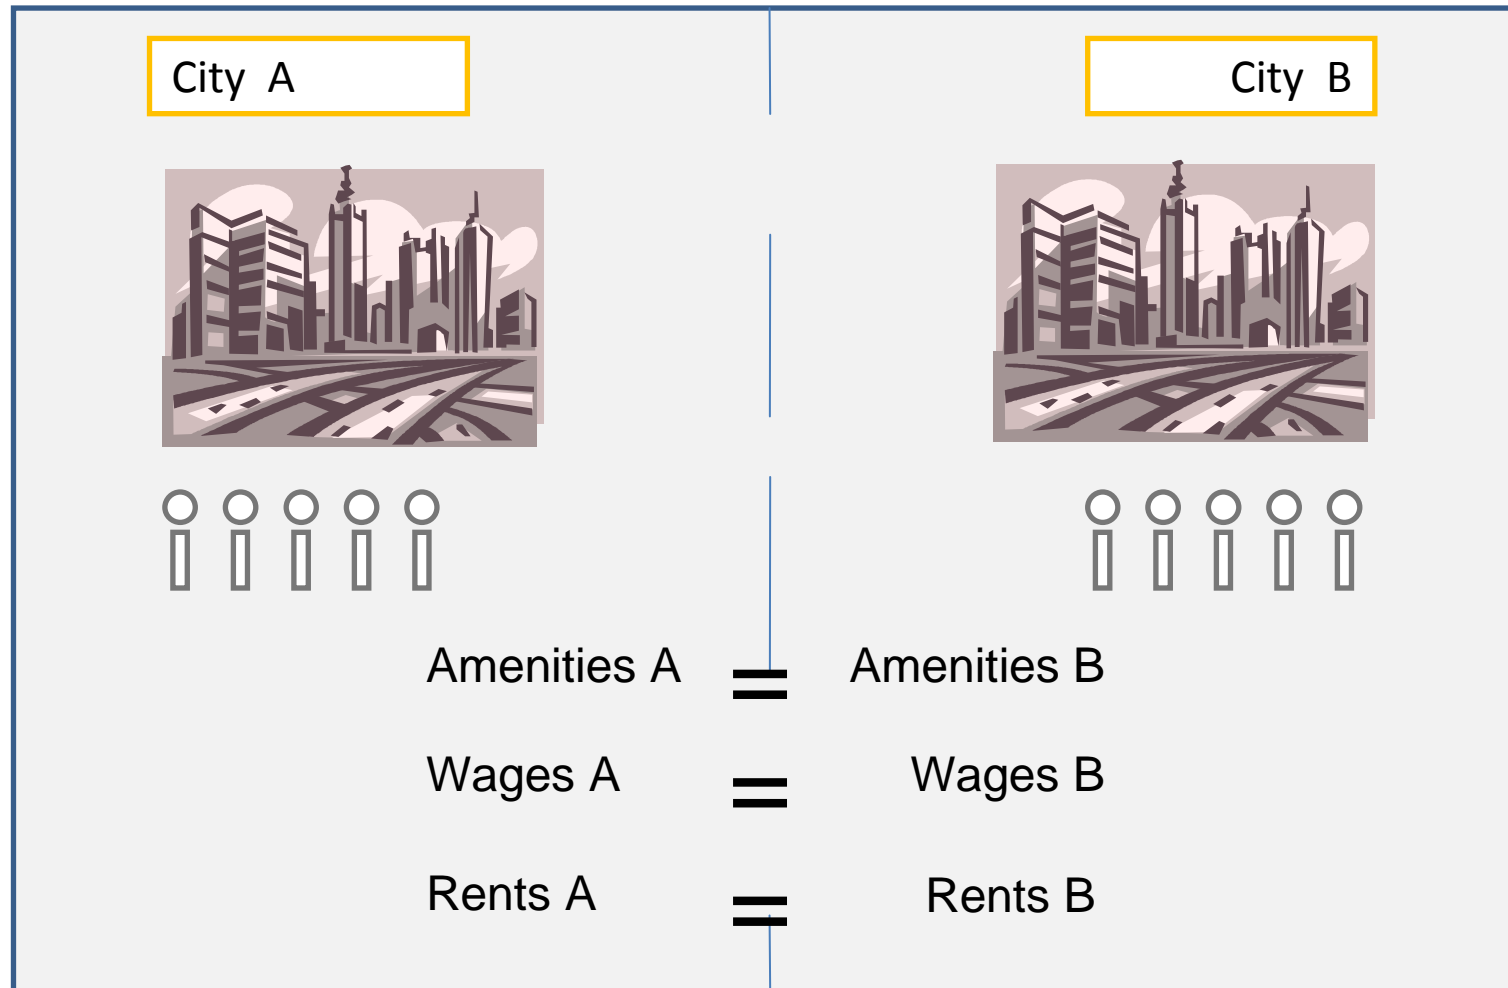 City A
City B
Amenities A = Amenities B
Wages A = Wages B
Rents A = Rents B